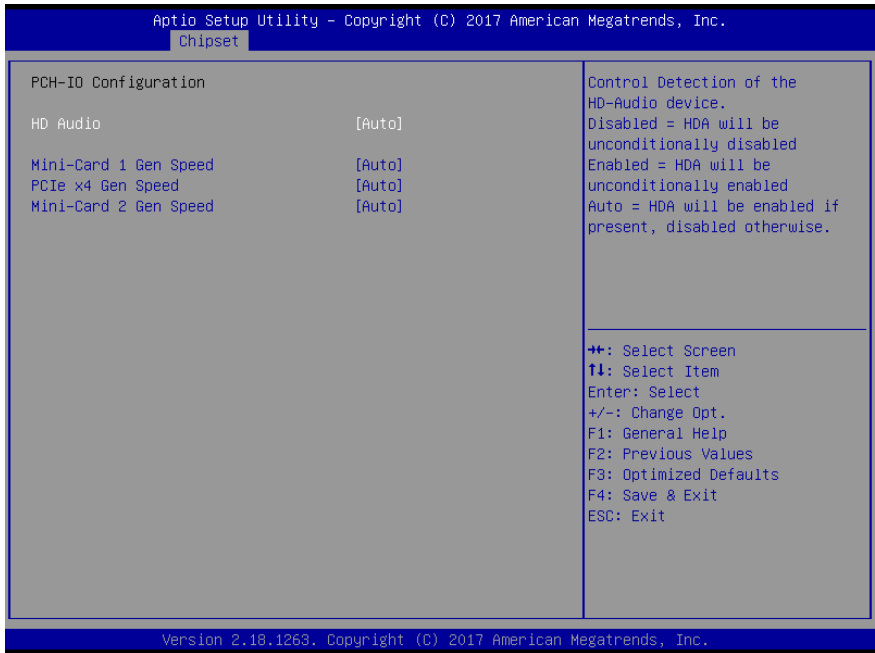 Aptio Setup Utility – Copyright (C) 2017 American Megatrends, Inc.
Chipset
PCH-IO Configuration
HD Audio [Auto]
Mini-Card 1 Gen Speed [Auto]
PCIe x4 Gen Speed [Auto]
Mini-Card 2 Gen Speed [Auto]
Control Detection of the
HD-Audio device.
Disabled = HDA will be
unconditionally disabled
Enabled = HDA will be
unconditionally enabled
Auto = HDA will be enabled if
present, disabled otherwise.
→←: Select Screen
↑↓: Select Item
Enter: Select
+/-: Change Opt.
F1: General Help
F2: Previous Values
F3: Optimized Defaults
F4: Save & Exit
ESC: Exit
Version 2.18.1263. Copyright (C) 2017 American Megatrends, Inc.